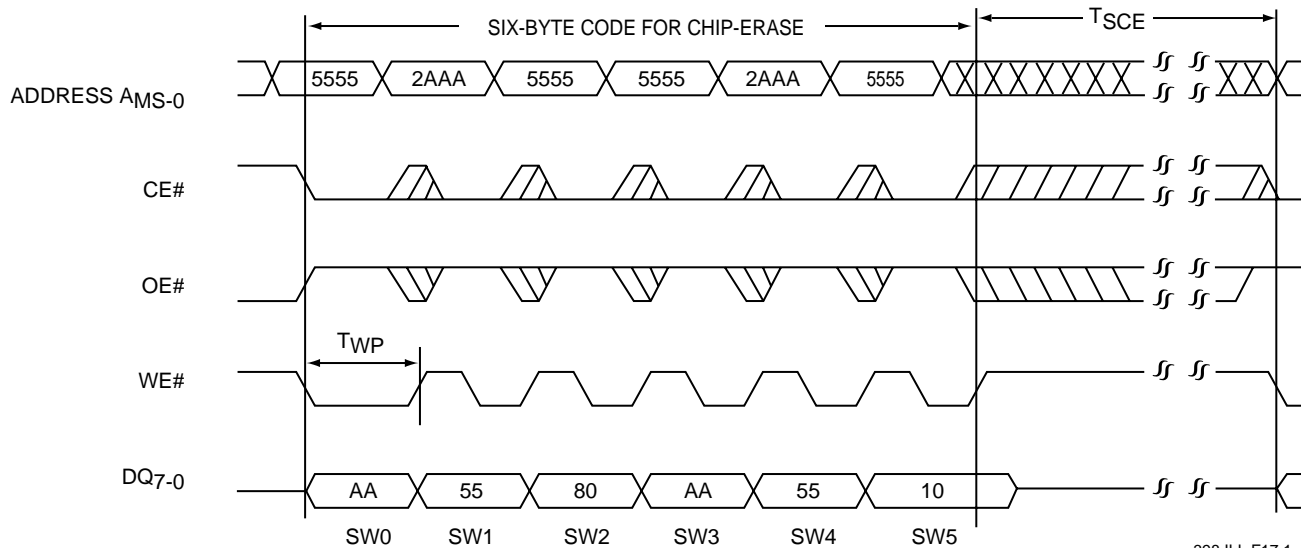 SIX-BYTE CODE FOR CHIP-ERASE
TSCE
ADDRESS AMS-0
5555 2AAA 5555 5555 2AAA 5555
CE#
OE#
TWP
WE#
DQ7-0
AA 55 80 AA 55 10
SW0 SW1 SW2 SW3 SW4 SW5